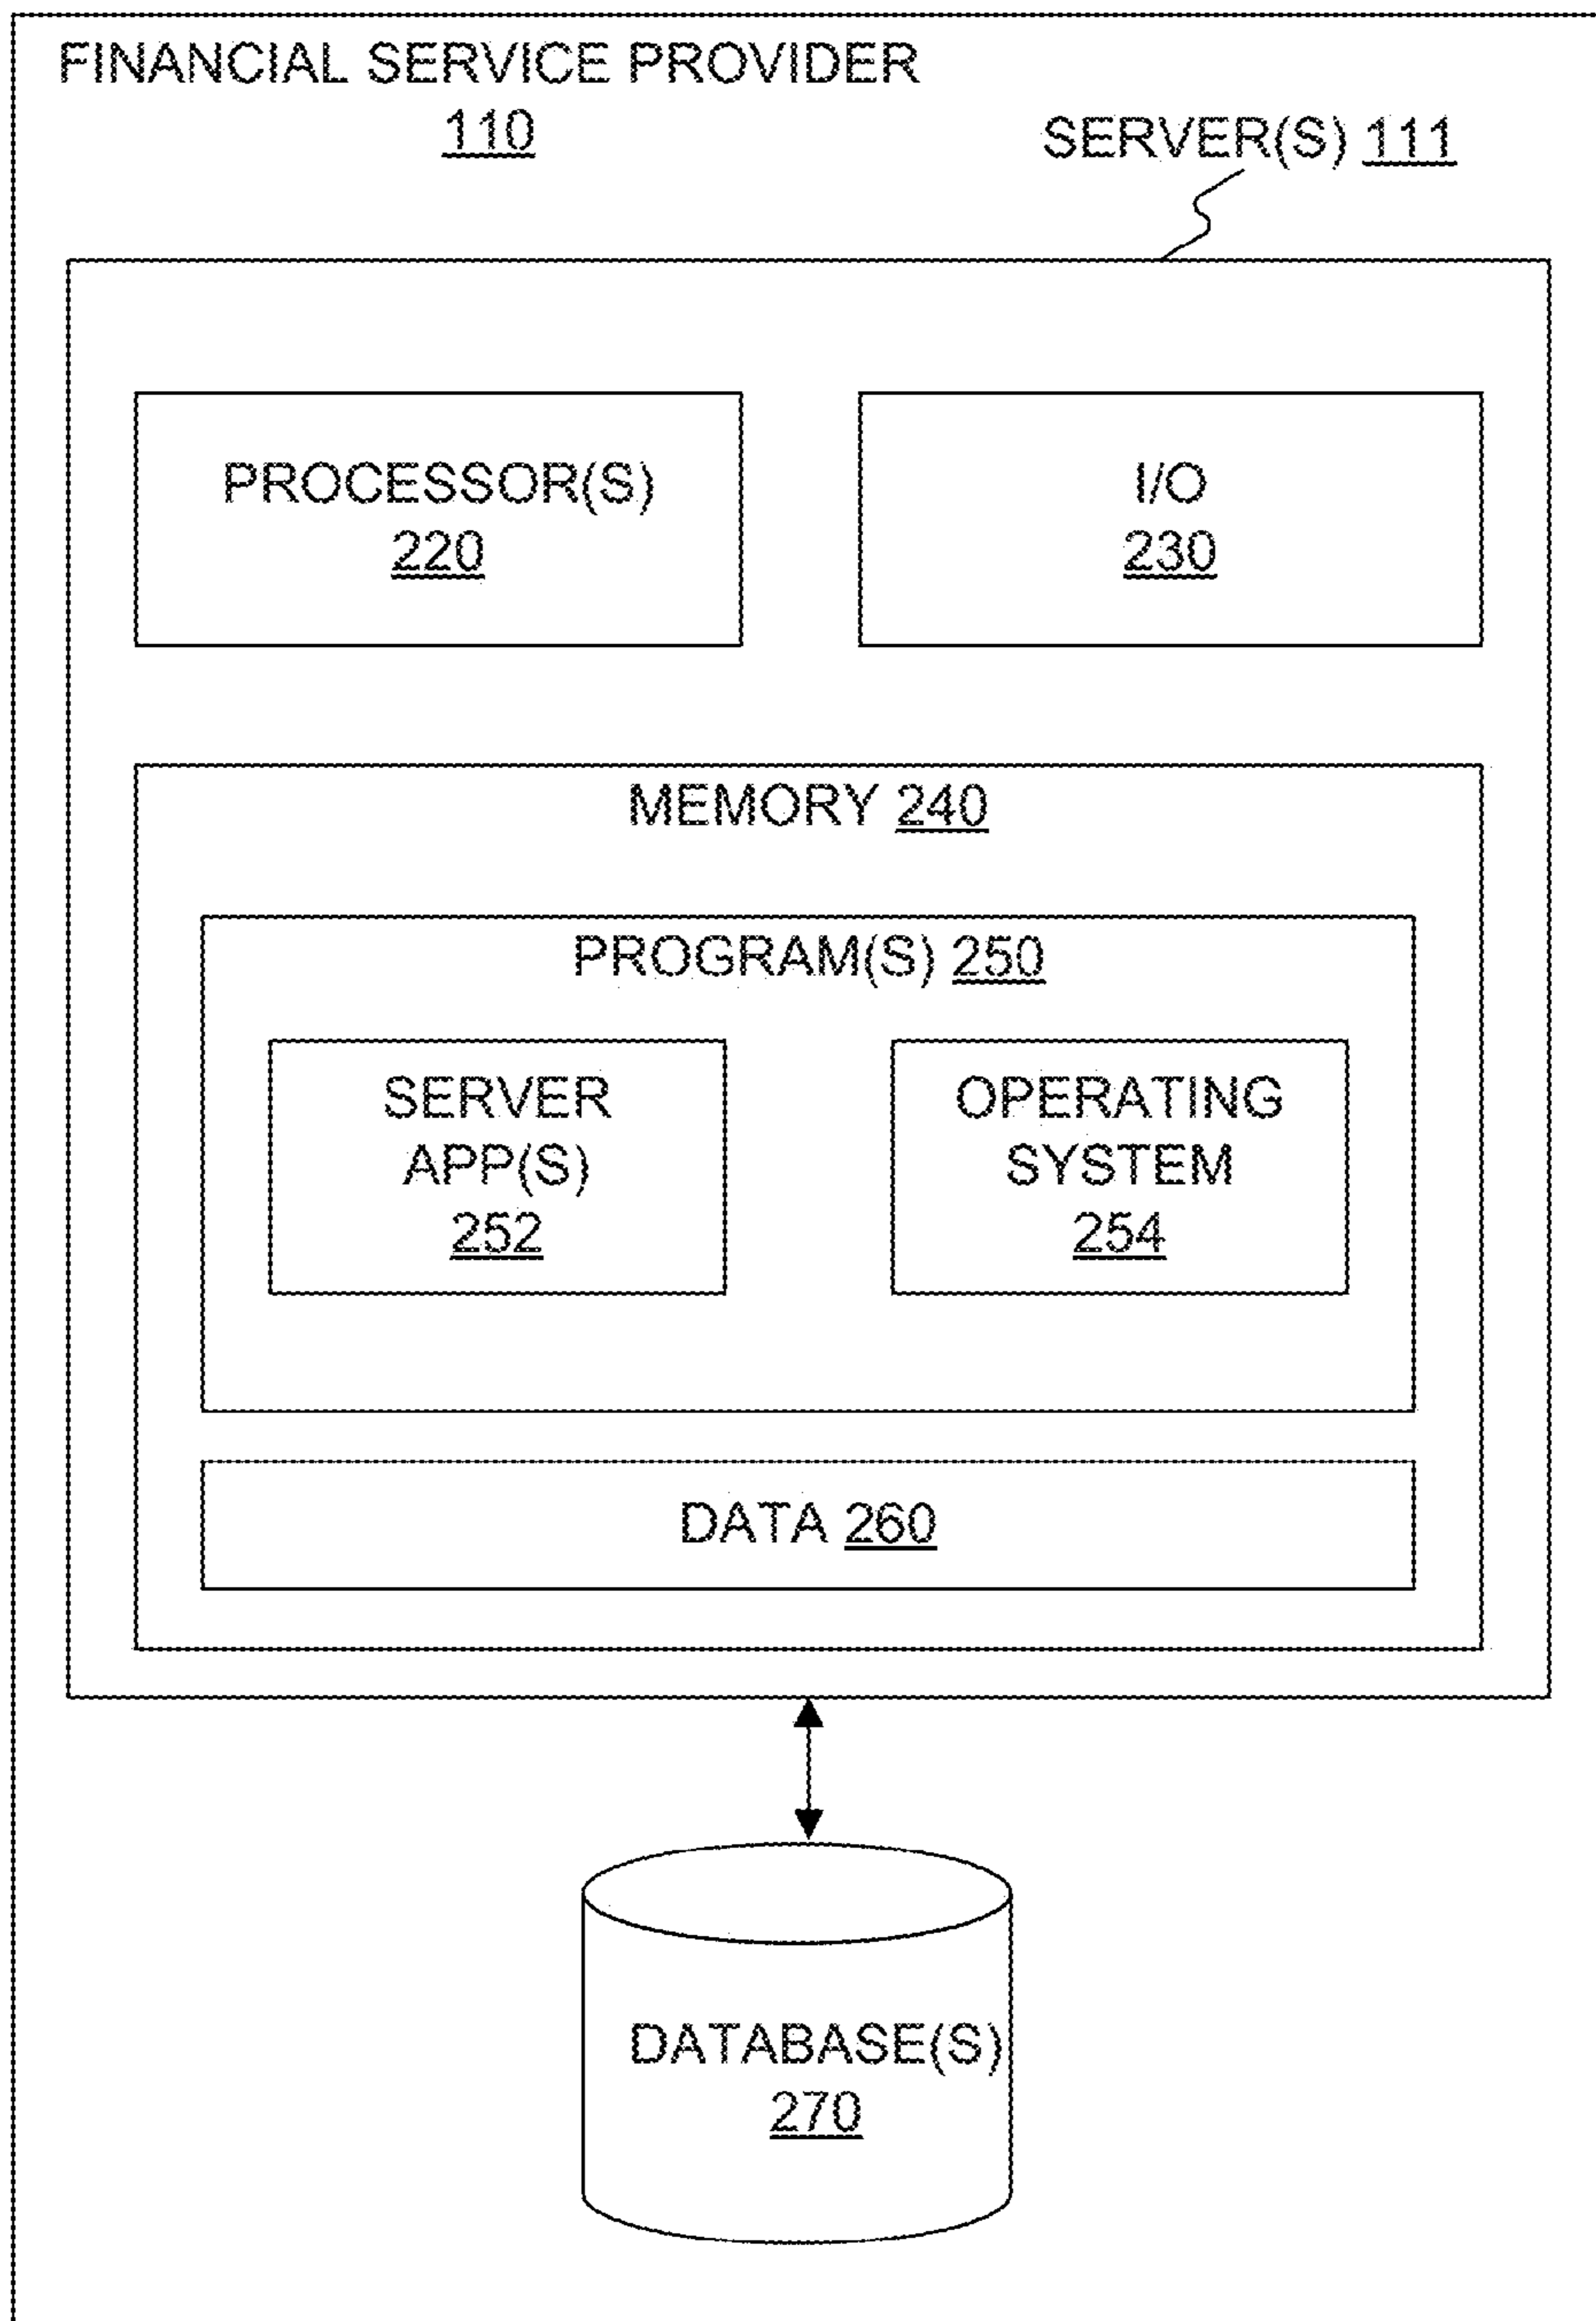 FINANCIAL SERVICE PROVIDER
110
SERVER(S) 111
PROCESSOR(S)
220
I/O
230
MEMORY 240
PROGRAM(S) 250
SERVER
APP(S)
252
OPERATING
SYSTEM
254
DATA 260
DATABASE(S)
270